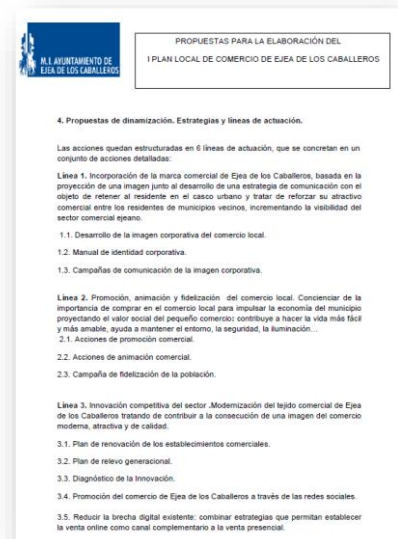 M.I. AYUNTAMIENTO DE
EJEA DE LOS CABALLEROS
PROPUESTAS PARA LA ELABORACIÓN DEL
I PLAN LOCAL DE COMERCIO DE EJEA DE LOS CABALLEROS
4. Propuestas de dinamización. Estrategias y líneas de actuación.
Las acciones quedan estructuradas en 6 líneas de actuación, que se concretan en un
conjunto de acciones detalladas:
Línea 1. Incorporación de la marca comercial de Ejea de los Caballeros, basada en la
proyección de una imagen junto al desarrollo de una estrategia de comunicación con el
objeto de retener al residente en el casco urbano y tratar de reforzar su atractivo
comercial entre los residentes de municipios vecinos, incrementando la visibilidad del
sector comercial ejeano.
1.1. Desarrollo de la imagen corporativa del comercio local.
1.2. Manual de identidad corporativa.
1.3. Campañas de comunicación de la imagen corporativa.
Línea 2. Promoción, animación y fidelización del comercio local. Concienciar de la
importancia de comprar en el comercio local para impulsar la economía del municipio
proyectando el valor social del pequeño comercio: contribuye a hacer la vida más fácil
y más amable, ayuda a mantener el entorno, la seguridad, la iluminación…
2.1. Acciones de promoción comercial.
2.2. Acciones de animación comercial.
2.3. Campaña de fidelización de la población.
Línea 3. Innovación competitiva del sector .Modernización del tejido comercial de Ejea
de los Caballeros tratando de contribuir a la consecución de una imagen del comercio
moderna, atractiva y de calidad.
3.1. Plan de renovación de los establecimientos comerciales.
3.2. Plan de relevo generacional.
3.3. Diagnóstico de la Innovación.
3.4. Promoción del comercio de Ejea de los Caballeros a través de las redes sociales.
3.5. Reducir la brecha digital existente: combinar estrategias que permitan establecer
la venta online como canal complementario a la venta presencial.